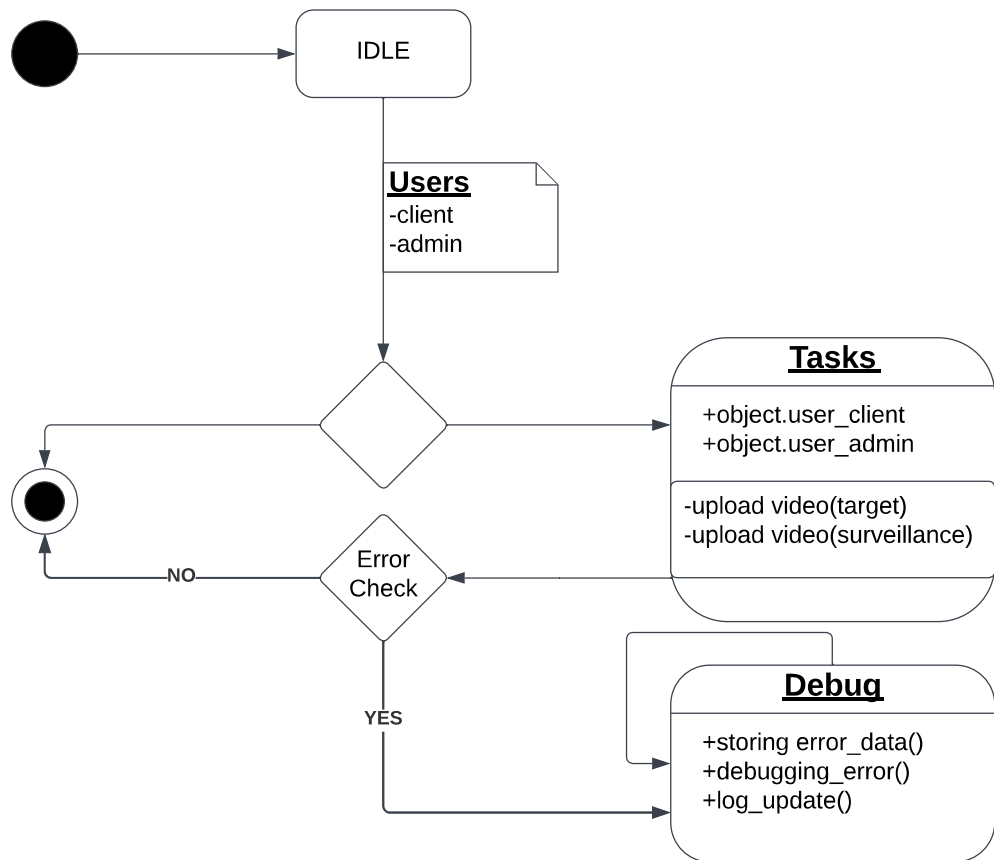 IDLE
Users
-client
-admin
Tasks
+object.user_client
+object.user_admin
-upload video(target)
-upload video(surveillance)
Error
Check
NO
YES
Debug
+storing error_data()
+debugging_error()
+log_update()